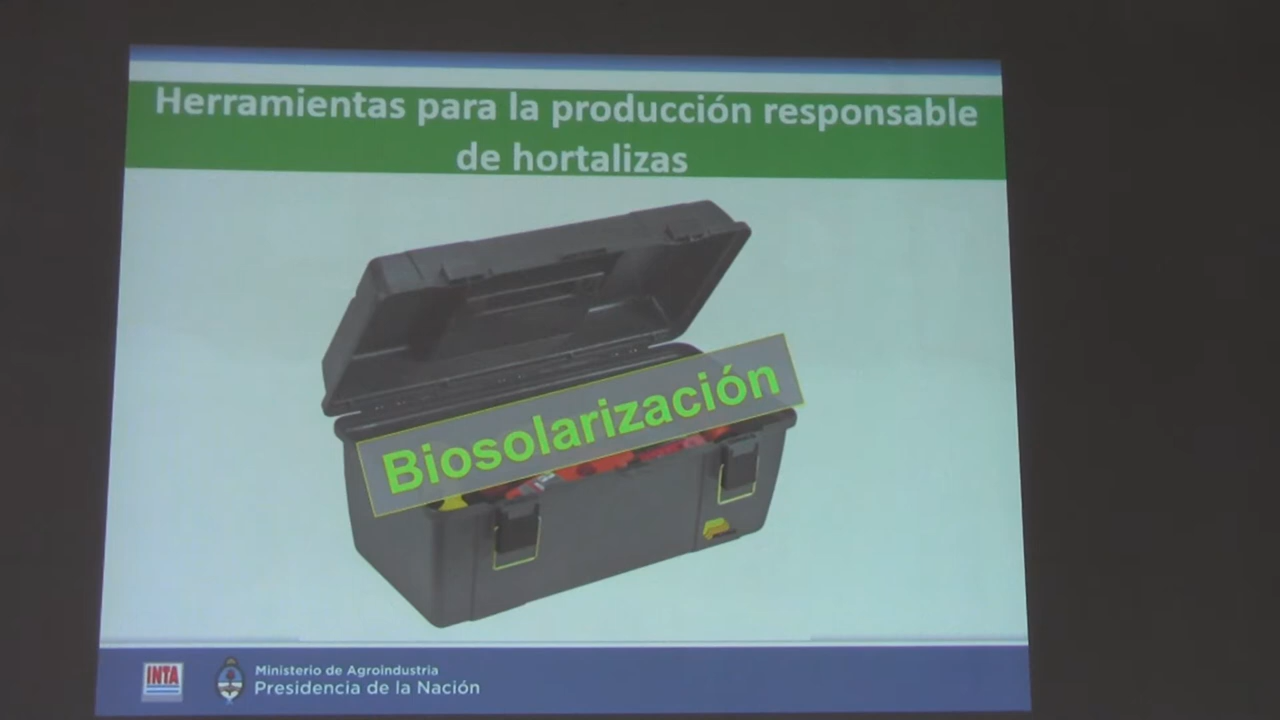 Herramientas para la producción responsable
de hortalizas
Biosolarización
INTA
Ministerio de Agroindustria
Presidencia de la Nación